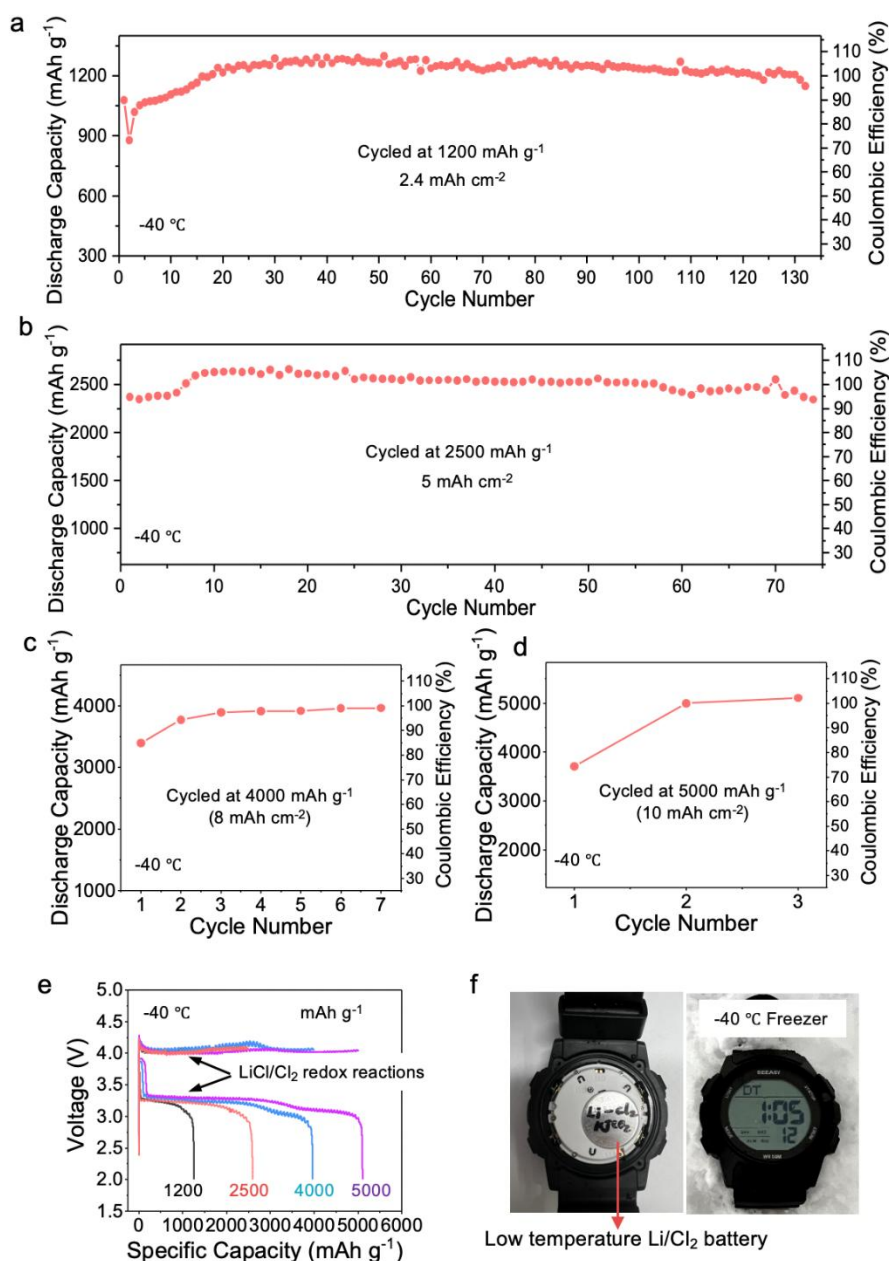 a
Discharge Capacity (mAh g-1)
1200
900
600
300
110
100
90
80
70
60
50
40
30
Coulombic Efficiency (%)
Cycled at 1200 mAh g-1
2.4 mAh cm-2
-40 ℃
0 10 20 30 40 50 60 70 80 90 100 110 120 130
Cycle Number
b
Discharge Capacity (mAh g-1)
2500
2000
1500
1000
110
100
90
80
70
60
50
40
30
Coulombic Efficiency (%)
Cycled at 2500 mAh g-1
5 mAh cm-2
-40 ℃
0 10 20 30 40 50 60 70
Cycle Number
c
Discharge Capacity (mAh g-1)
4000
3000
2000
1000
110
100
90
80
70
60
50
40
30
Coulombic Efficiency (%)
Cycled at 4000 mAh g-1
(8 mAh cm-2)
-40 ℃
1 2 3 4 5 6 7
Cycle Number
d
Discharge Capacity (mAh g-1)
5000
4000
3000
2000
110
100
90
80
70
60
50
40
30
Coulombic Efficiency (%)
Cycled at 5000 mAh g-1
(10 mAh cm-2)
-40 ℃
1 2 3
Cycle Number
e
Voltage (V)
5.0
4.5
4.0
3.5
3.0
2.5
2.0
1.5
-40 ℃ mAh g-1
LiCl/Cl2 redox reactions
1200 2500 4000 5000
0 1000 2000 3000 4000 5000 6000
Specific Capacity (mAh g-1)
f
Li-Cl2
-40 ℃ Freezer
DT
1:05
12
Low temperature Li/Cl2 battery